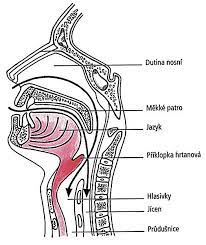 Dutina nosní
Měkké patro
Jazyk
Příklopka hrtanová
Hlasivky
Jícen
Průdušnice